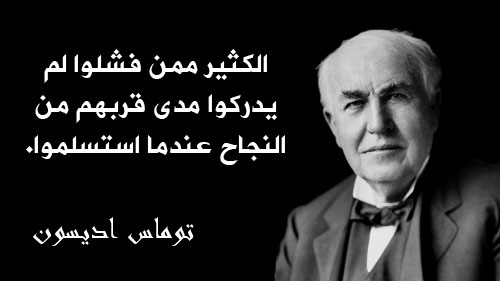 الكثير ممن فشلوا لم
يدركوا مدى قربهم من
النجاح عندما استسلموا.
توماس اديسون